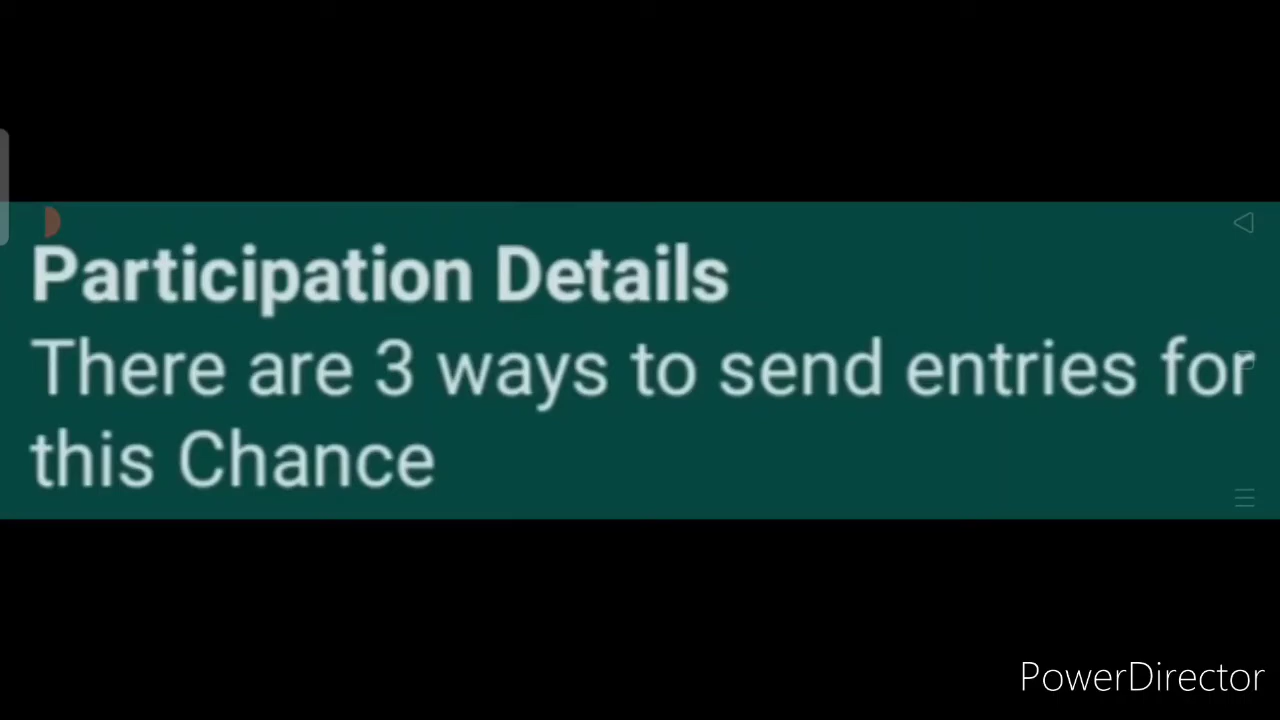 Participation Details
There are 3 ways to send entries for
this Chance
PowerDirector